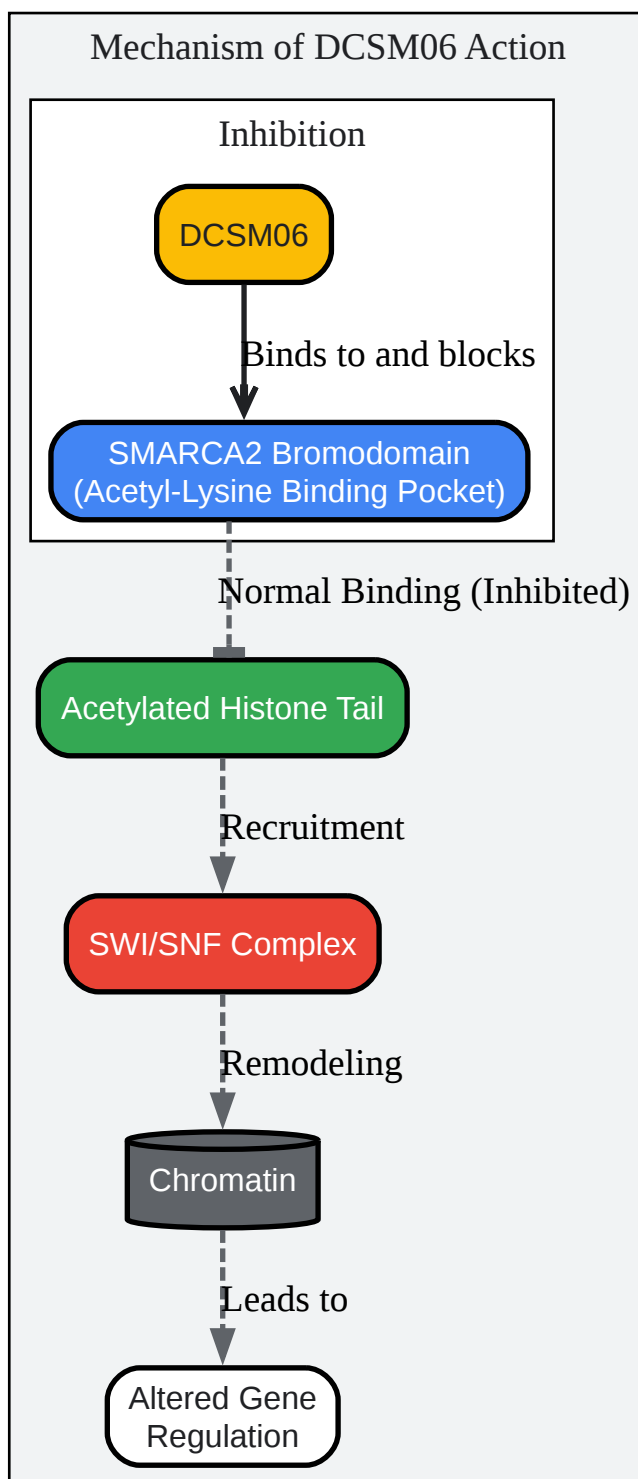 Mechanism of DCSM06 Action
Inhibition
DCSM06
Binds to and blocks
SMARCA2 Bromodomain
(Acetyl-Lysine Binding Pocket)
Normal Binding (Inhibited)
Acetylated Histone Tail
Recruitment
SWI/SNF Complex
Remodeling
Chromatin
Leads to
Altered Gene
Regulation